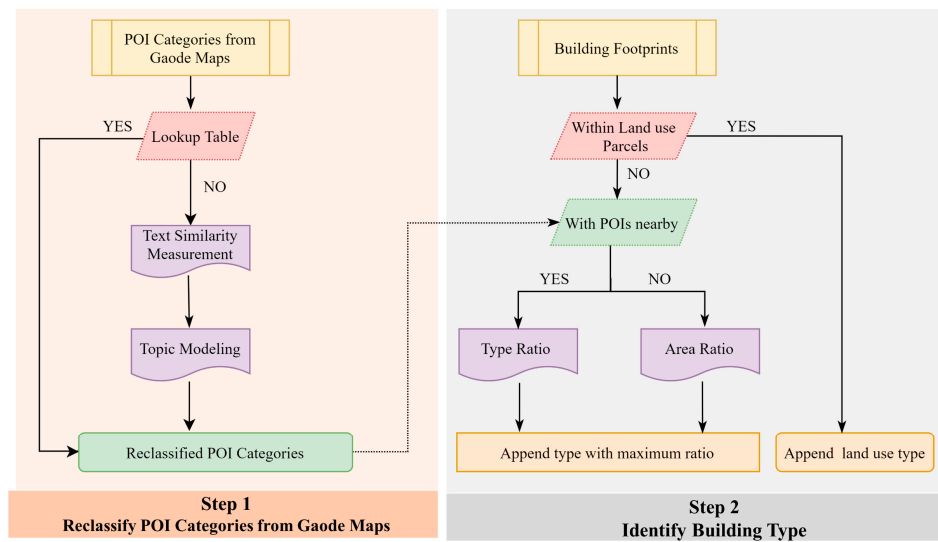 POI Categories from
Gaode Maps
YES
Lookup Table
NO
Text Similarity
Measurement
Topic Modeling
Reclassified POI Categories
Step 1
Reclassify POI Categories from Gaode Maps
Building Footprints
Within Land use
Parcels
YES
NO
With POIs nearby
YES
NO
Type Ratio
Area Ratio
Append type with maximum ratio
Append land use type
Step 2
Identify Building Type